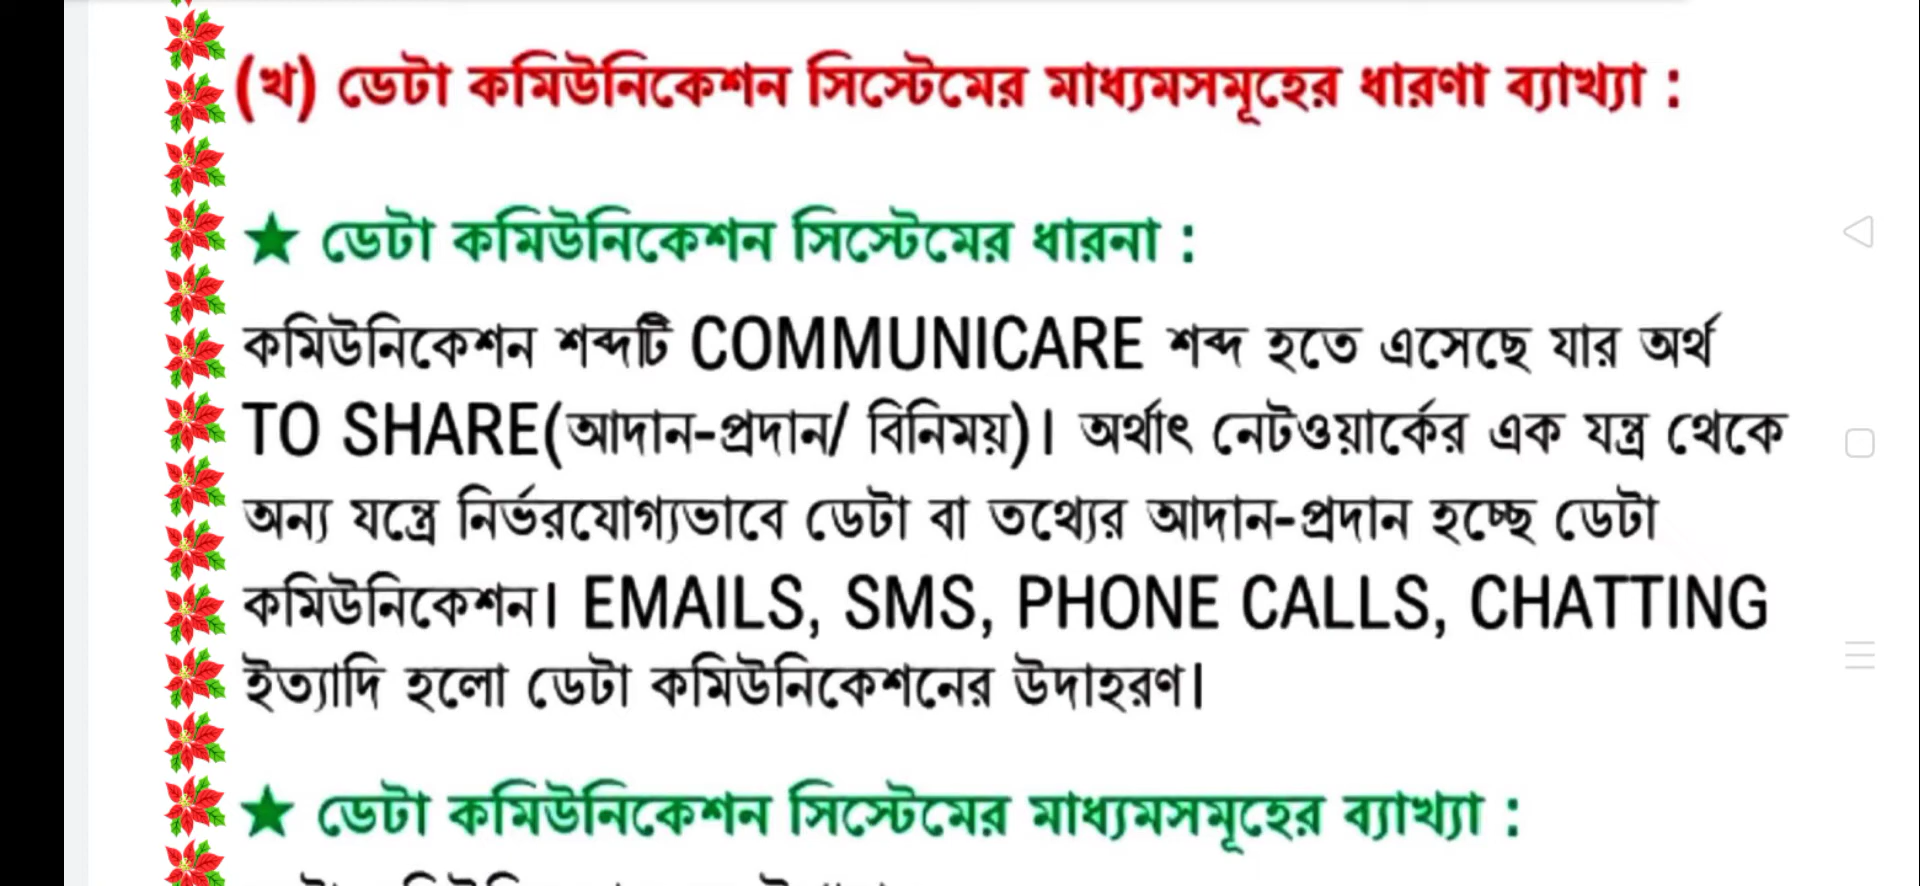 (খ) ডেটা কমিউনিকেশন সিস্টেমের মাধ্যমসমূহের ধারণা ব্যাখ্যা :
★ ডেটা কমিউনিকেশন সিস্টেমের ধারনা :
কমিউনিকেশন শব্দটি COMMUNICARE শব্দ হতে এসেছে যার অর্থ
TO SHARE(আদান-প্রদান/ বিনিময়)। অর্থাৎ নেটওয়ার্কের এক যন্ত্র থেকে
অন্য যন্ত্রে নির্ভরযোগ্যভাবে ডেটা বা তথ্যের আদান-প্রদান হচ্ছে ডেটা
কমিউনিকেশন। EMAILS, SMS, PHONE CALLS, CHATTING
ইত্যাদি হলো ডেটা কমিউনিকেশনের উদাহরণ।
★ ডেটা কমিউনিকেশন সিস্টেমের মাধ্যমসমূহের ব্যাখ্যা :